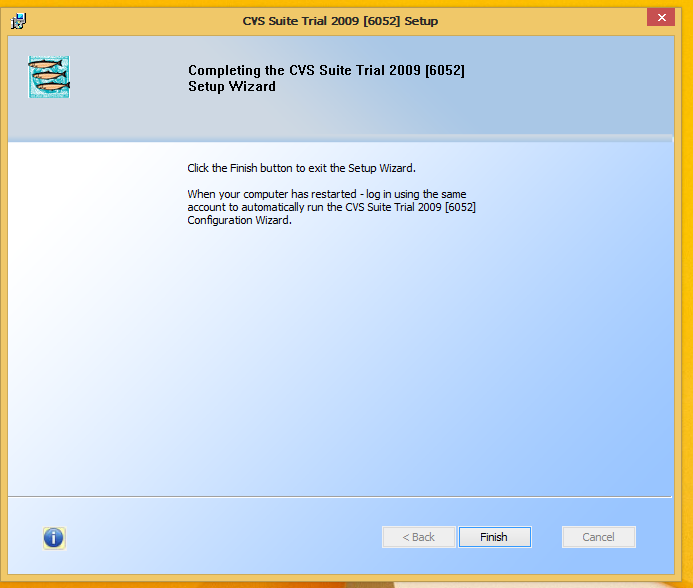 CVS Suite Trial 2009 [6052] Setup
Completing the CVS Suite Trial 2009 [6052]
Setup Wizard
Click the Finish button to exit the Setup Wizard.
When your computer has restarted - log in using the same
account to automatically run the CVS Suite Trial 2009 [6052]
Configuration Wizard.
< Back
Finish
Cancel